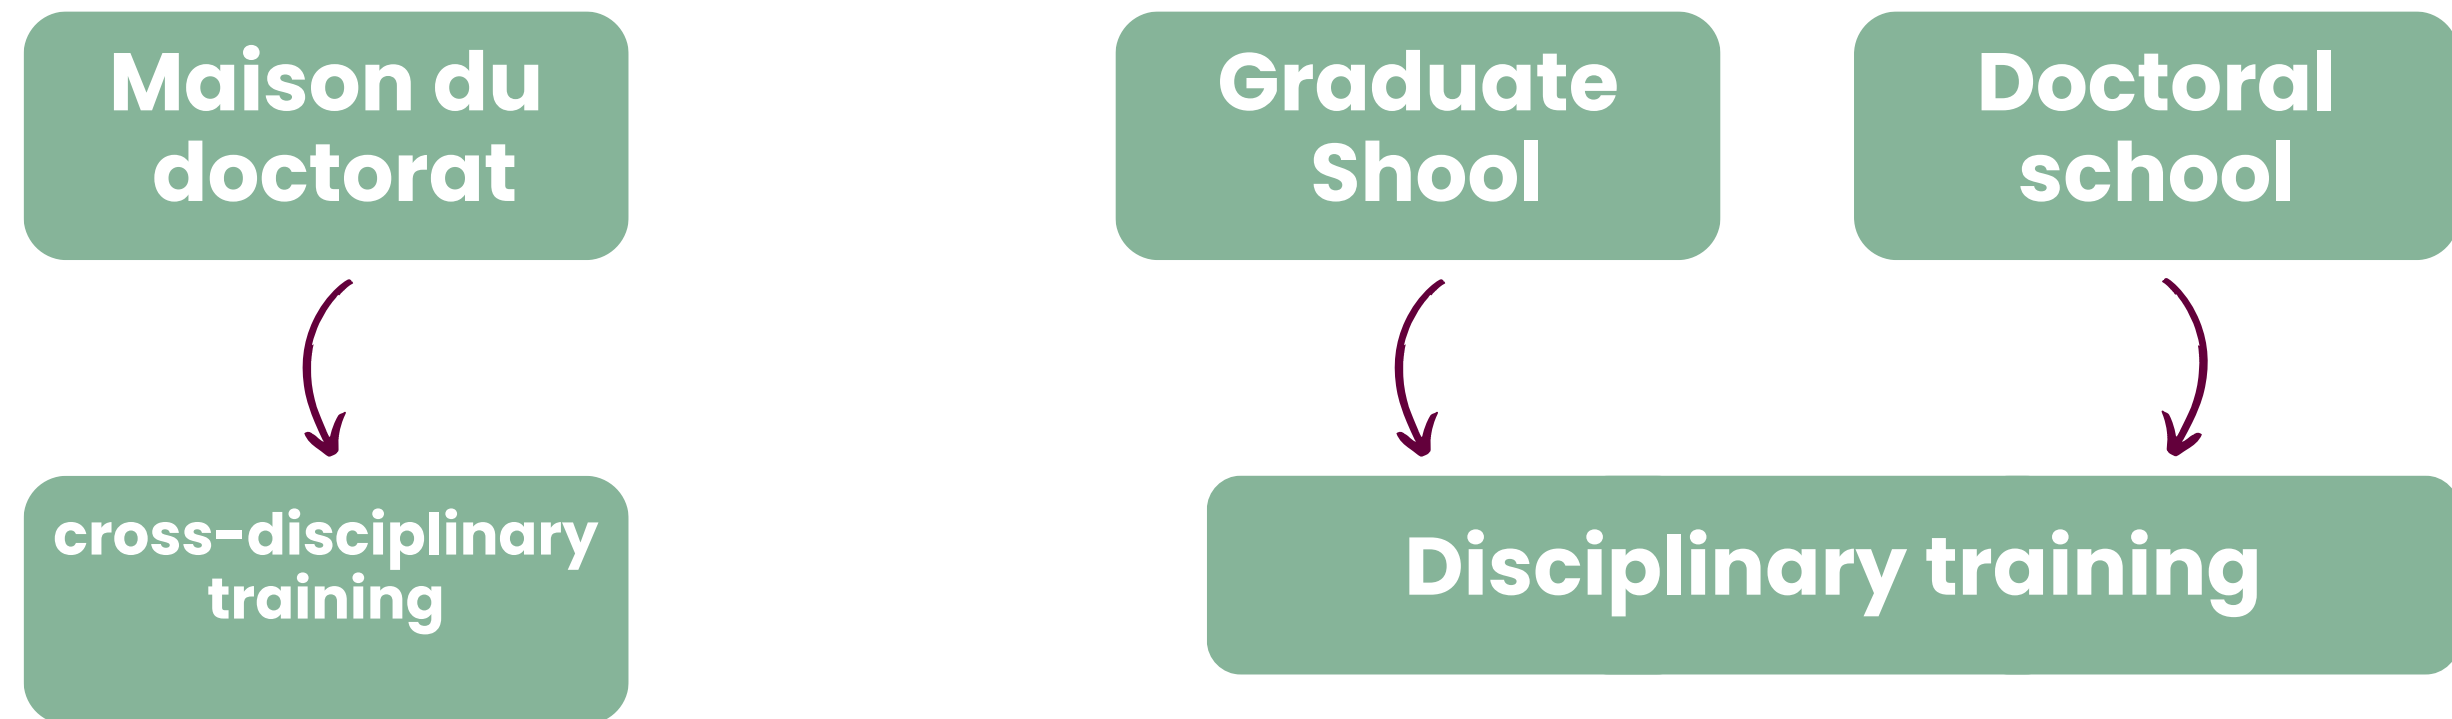 Maison du
doctorat
Graduate
Shool
Doctoral
school
cross-disciplinary
training
Disciplinary training